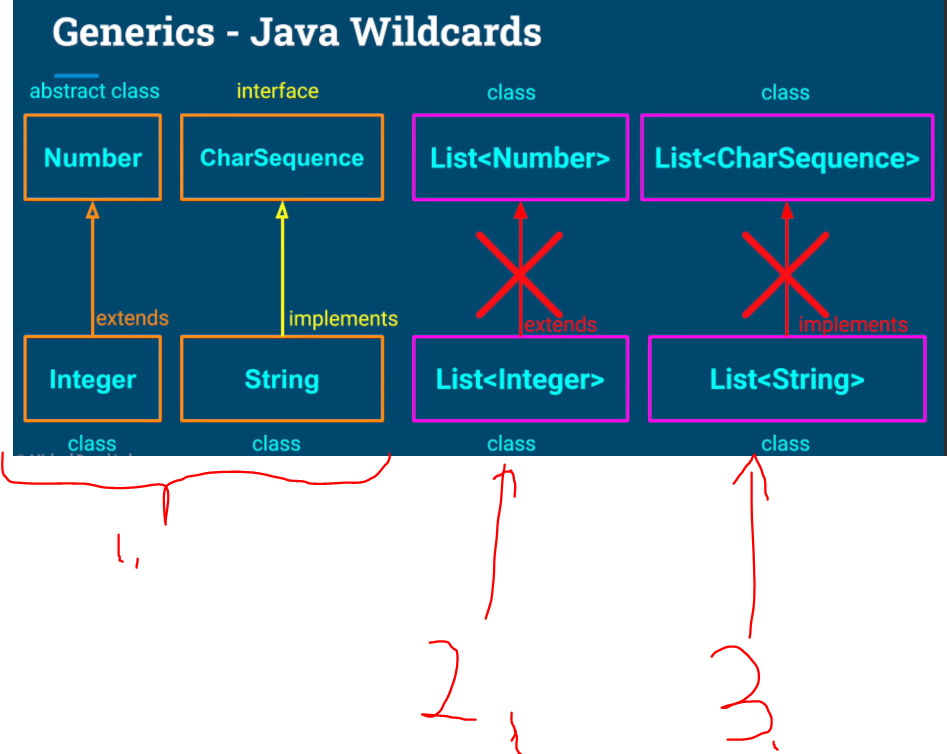 Generics - Java Wildcards
abstract class
interface
class
class
Number
CharSequence
List<Number>
List<CharSequence>
extends
implements
extends
implements
Integer
String
List<Integer>
List<String>
class
class
class
class
1.
2.
3.